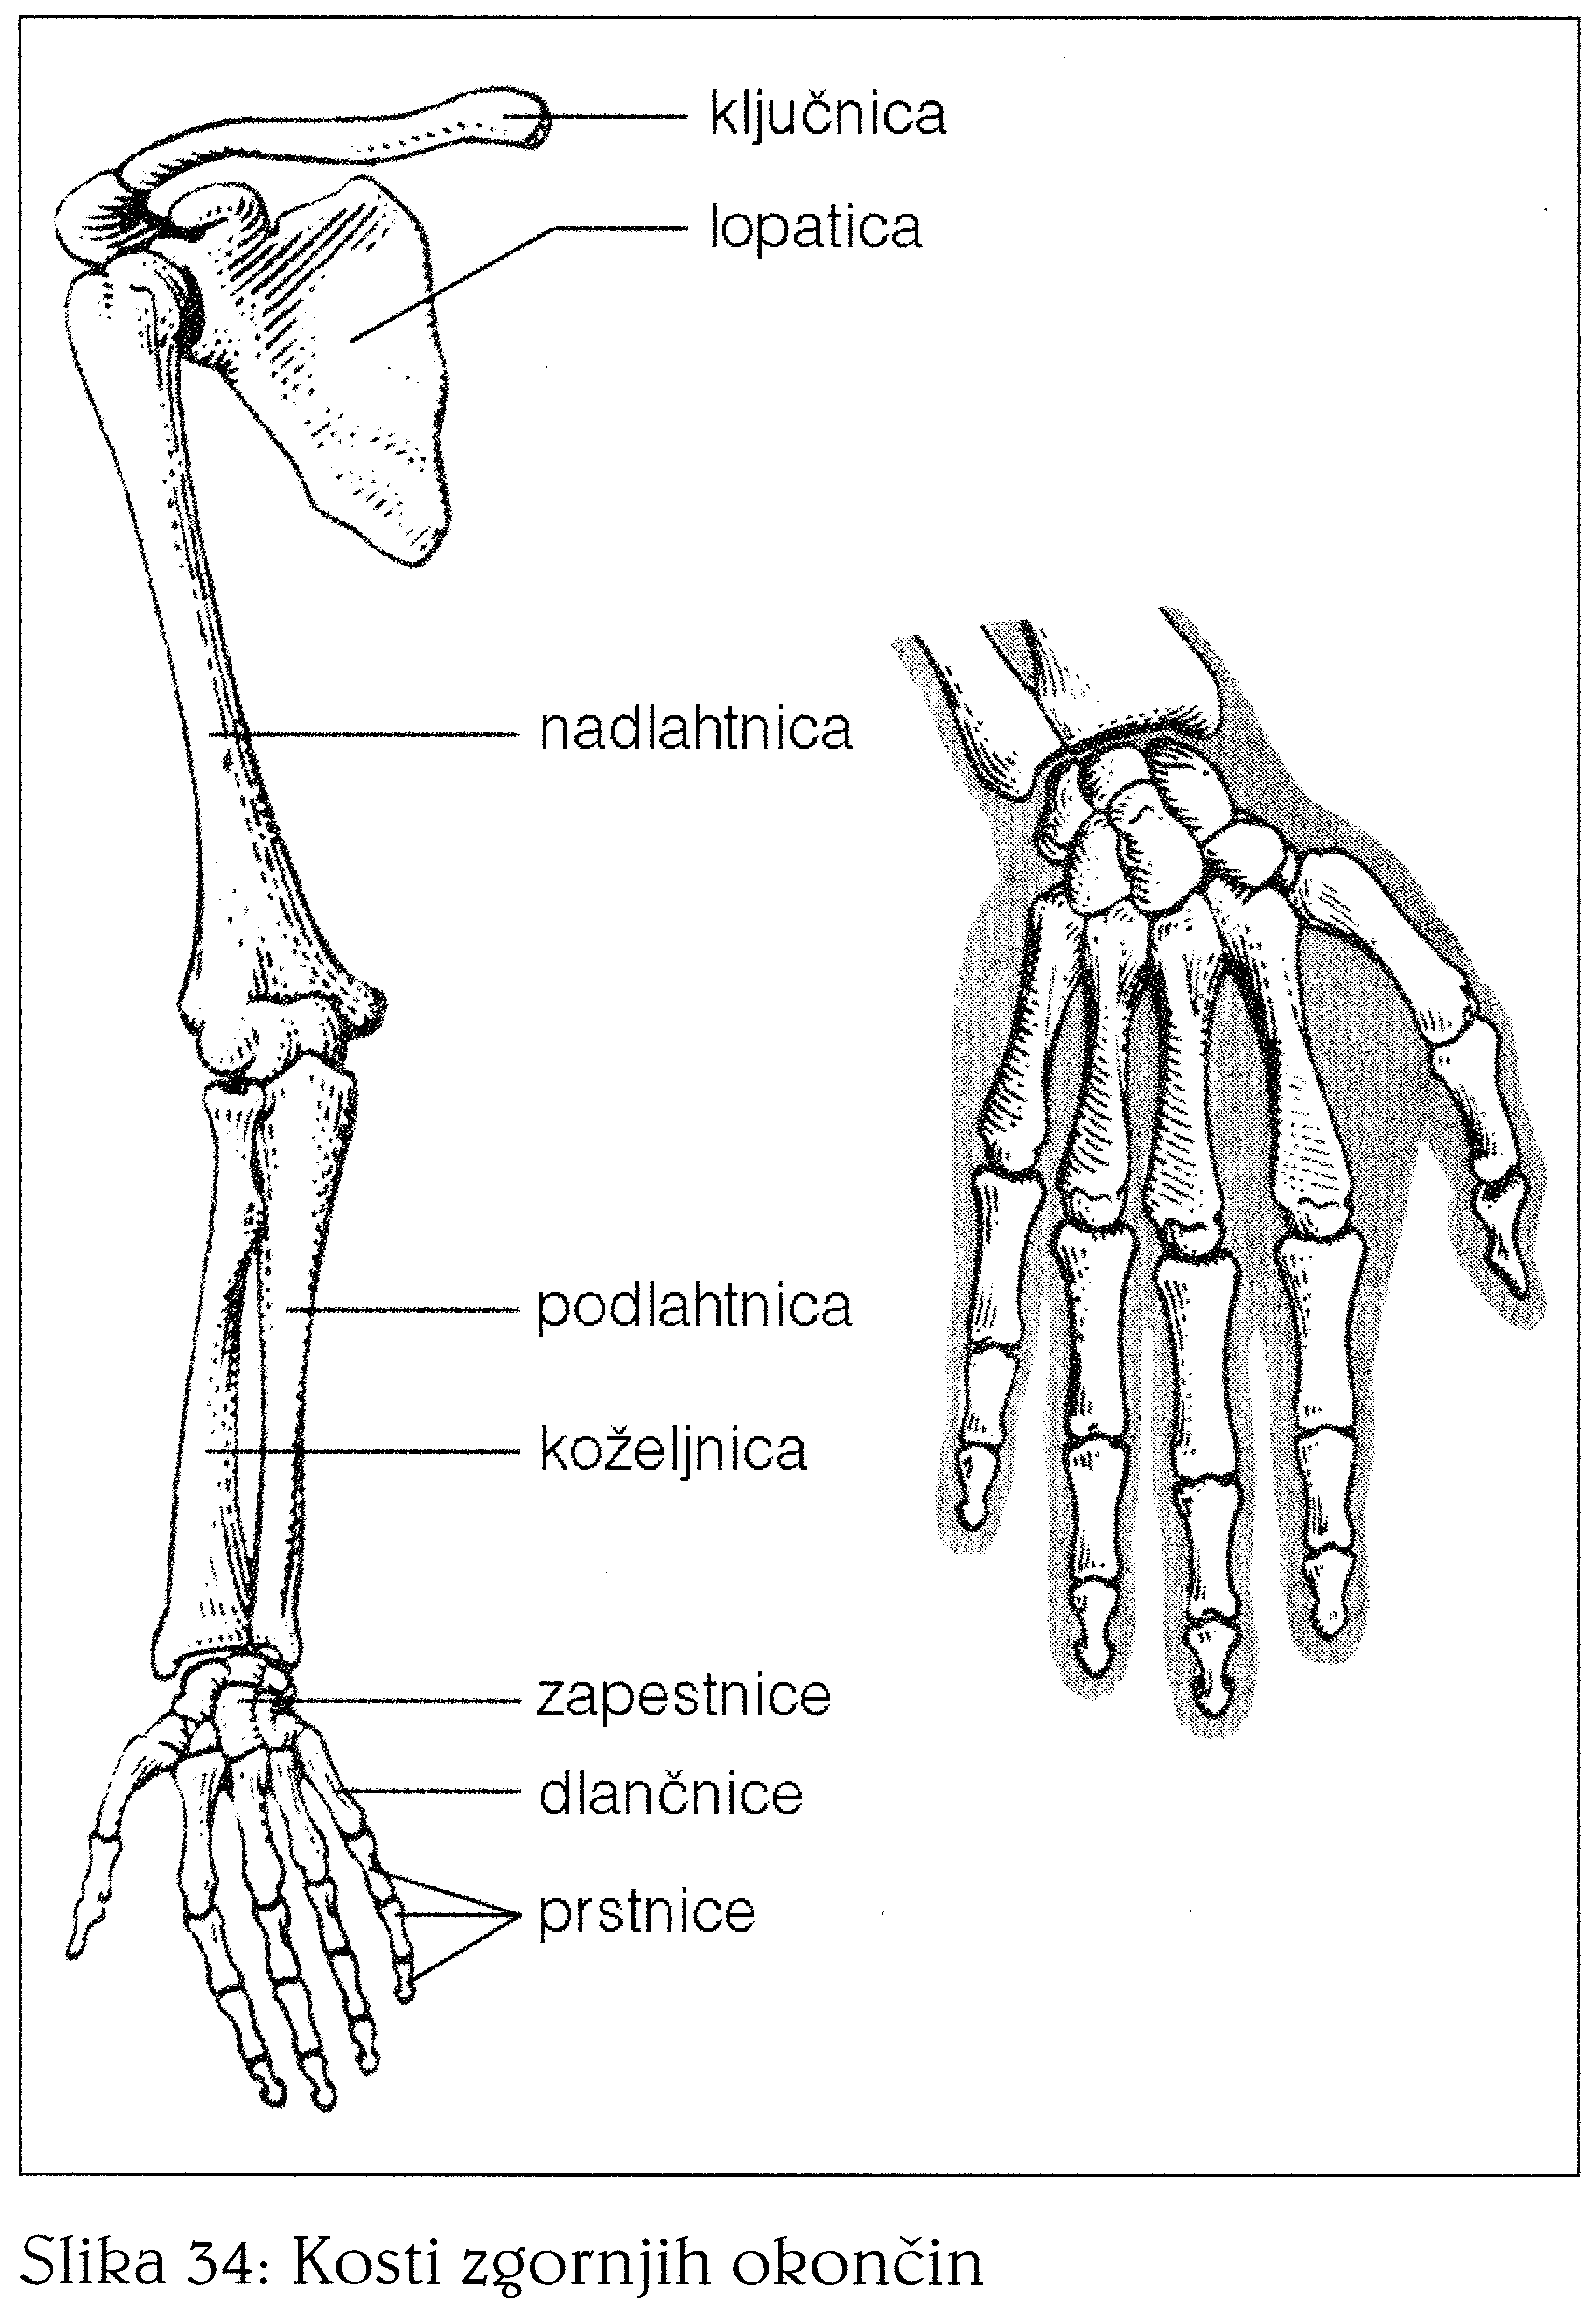 ključnica
lopatica
nadlahtnica
podlahtnica
koželjnica
zapestnice
dlančnice
prstnice
Slika 34: Kosti zgornjih okončin